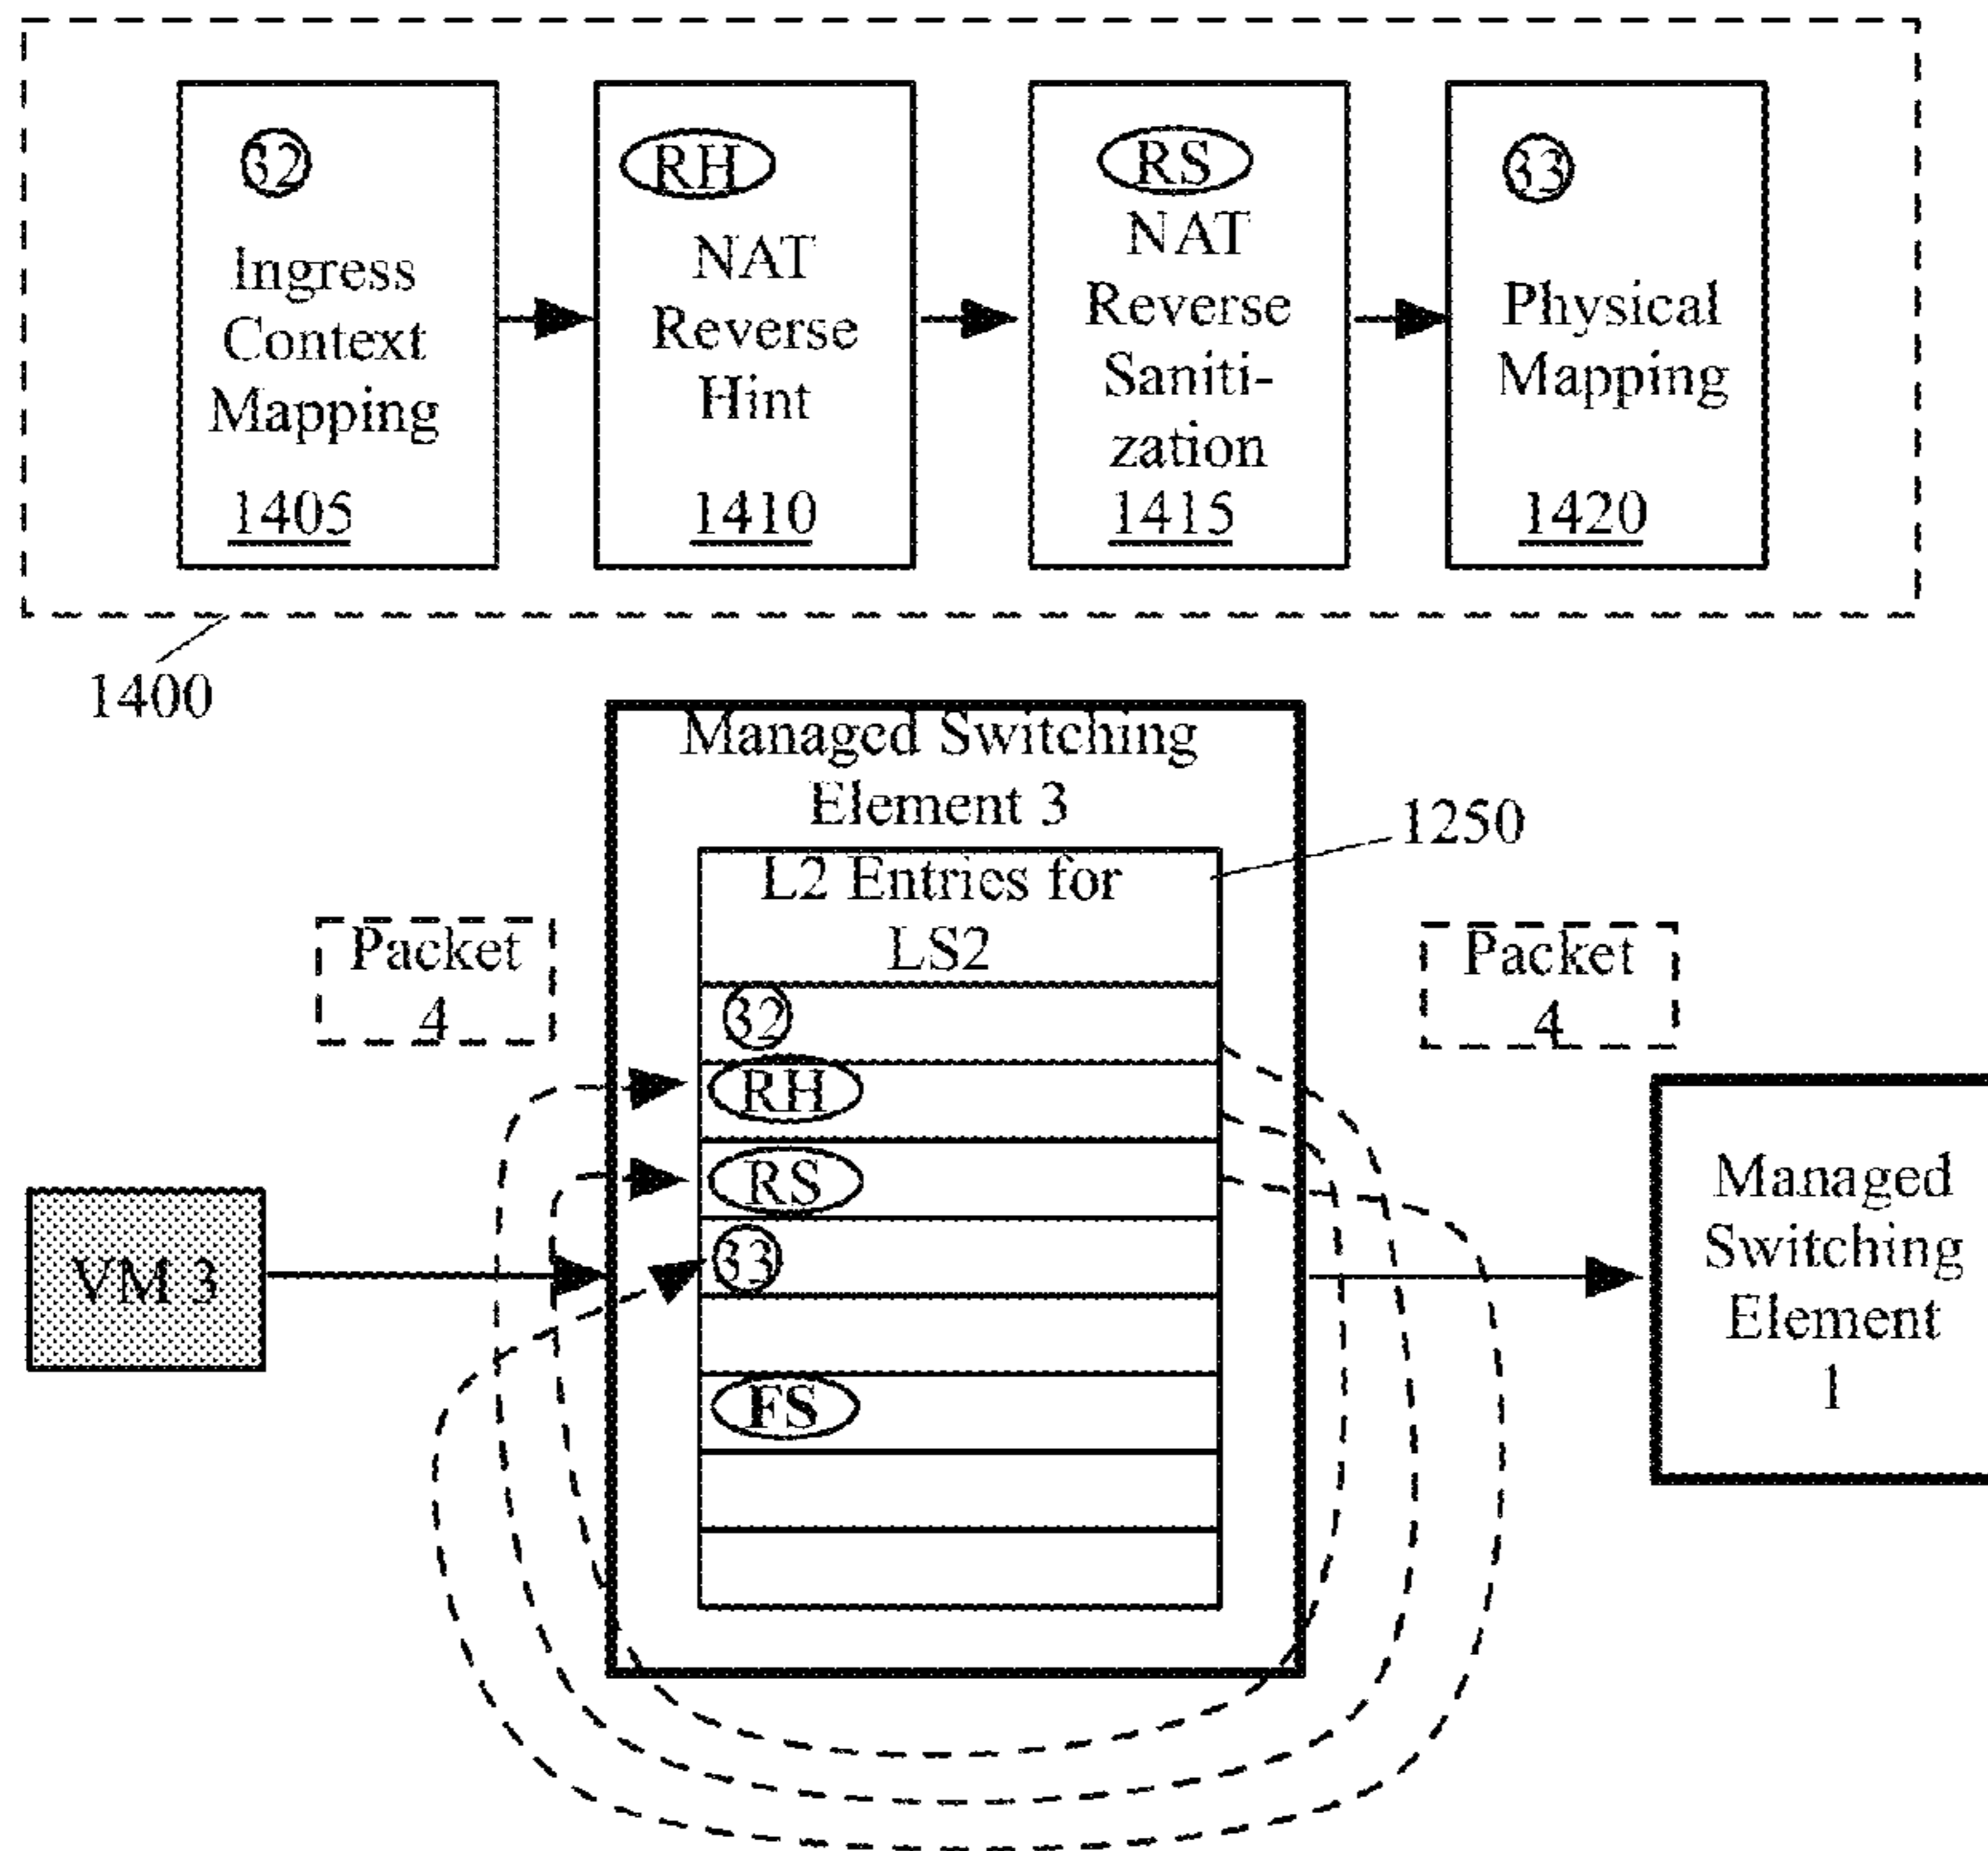 32
Ingress
Context
Mapping
1405
RH
NAT
Reverse
Hint
1410
RS
NAT
Reverse
Saniti-
zation
1415
33
Physical
Mapping
1420
1400
Managed Switching
Element 3
1250
L2 Entries for
LS2
Packet
4
Packet
4
32
RH
RS
33
FS
VM 3
Managed
Switching
Element
1